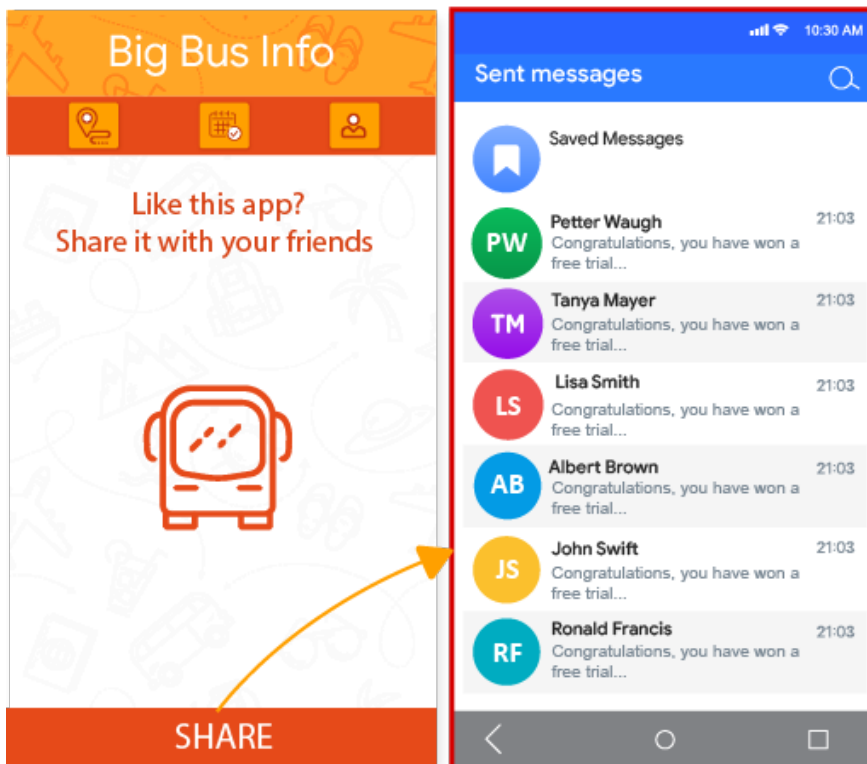 Big Bus Info
Like this app?
Share it with your friends
SHARE
10:30 AM
Sent messages
Saved Messages
PW
Petter Waugh
21:03
Congratulations, you have won a
free trial...
TM
Tanya Mayer
21:03
Congratulations, you have won a
free trial...
LS
Lisa Smith
21:03
Congratulations, you have won a
free trial...
AB
Albert Brown
21:03
Congratulations, you have won a
free trial...
JS
John Swift
21:03
Congratulations, you have won a
free trial...
RF
Ronald Francis
21:03
Congratulations, you have won a
free trial...